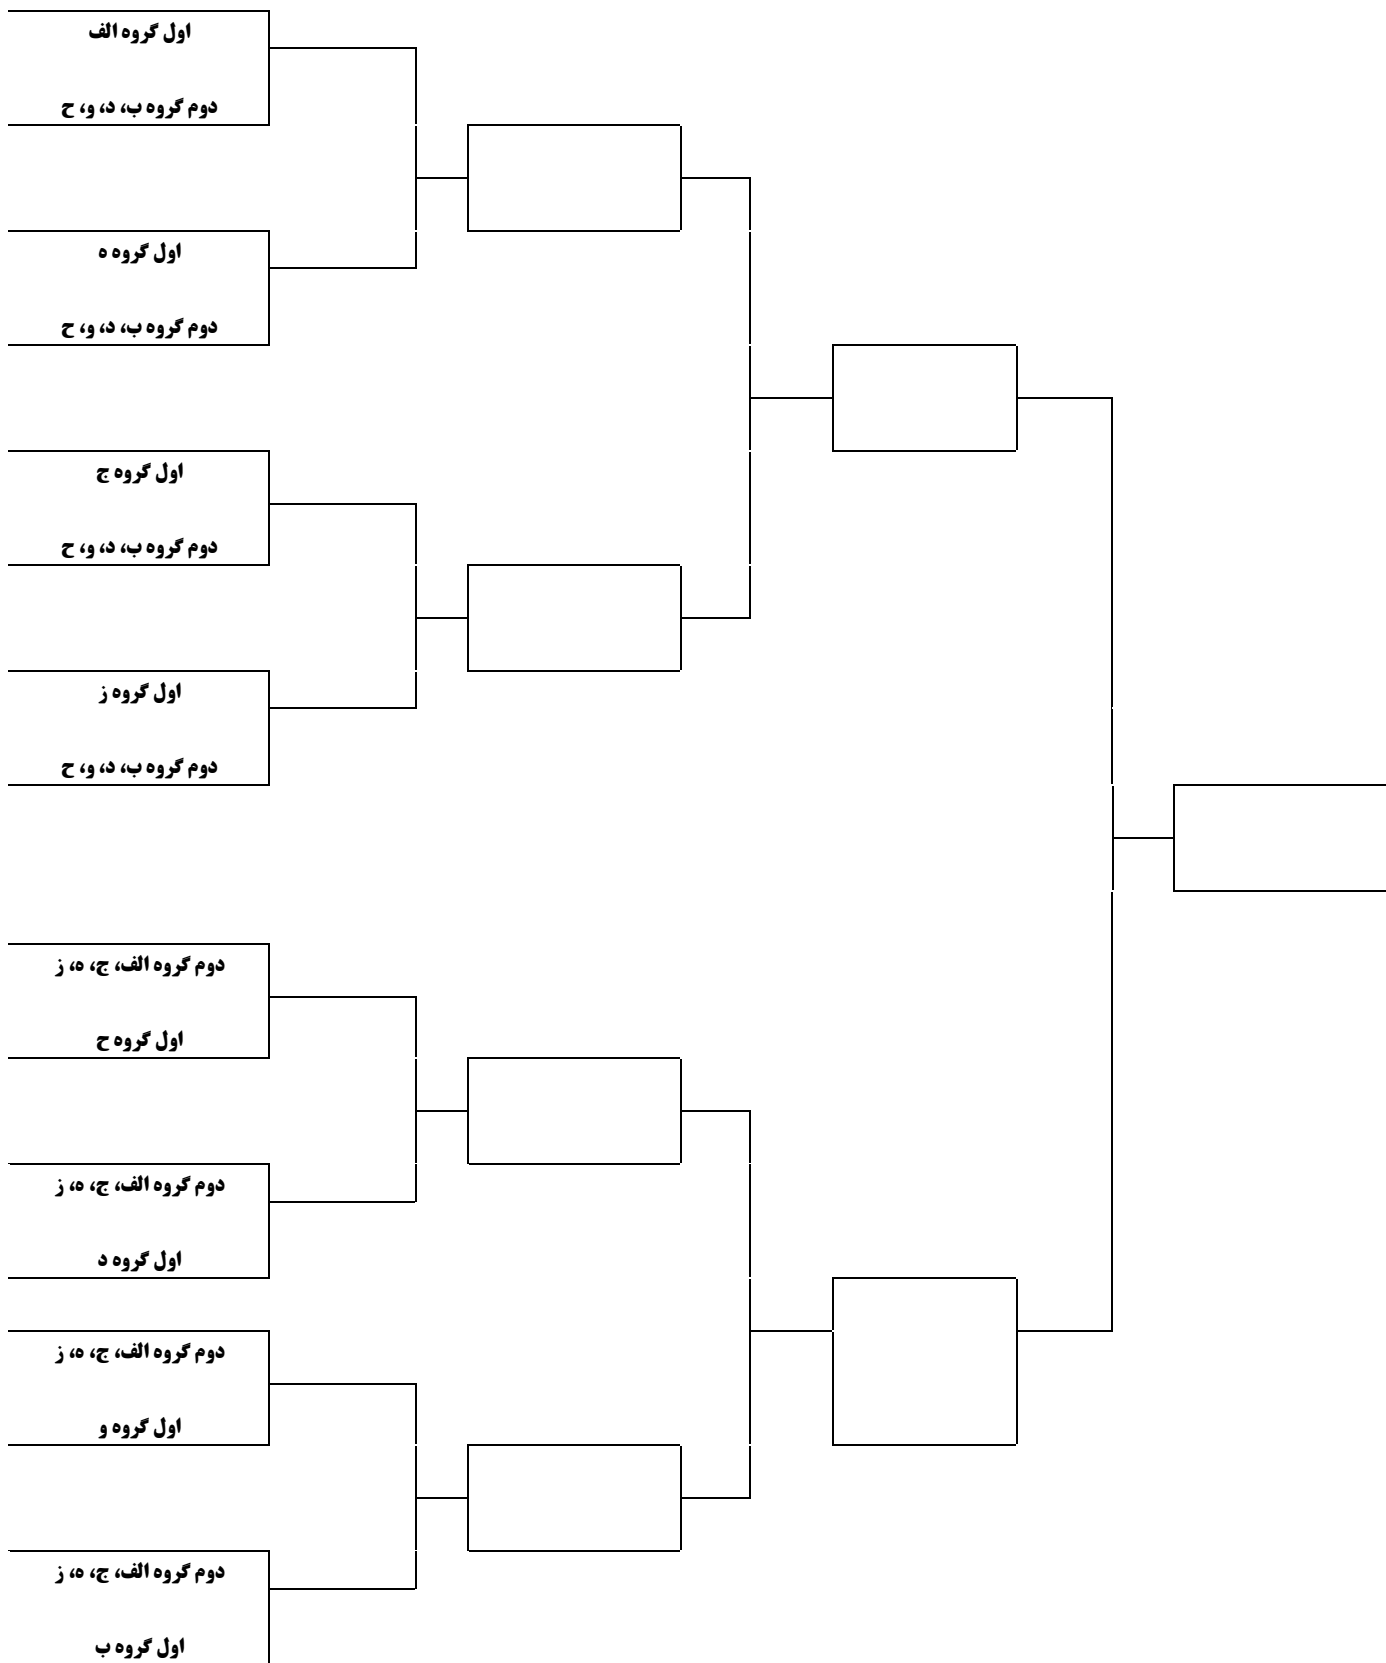 اول گروه الف
دوم گروه ب، د، و، ح
اول گروه ه
دوم گروه ب، د، و، ح
اول گروه ج
دوم گروه ب، د، و، ح
اول گروه ز
دوم گروه ب، د، و، ح
دوم گروه الف، ج، ه، ز
اول گروه ح
دوم گروه الف، ج، ه، ز
اول گروه د
دوم گروه الف، ج، ه، ز
اول گروه و
دوم گروه الف، ج، ه، ز
اول گروه ب